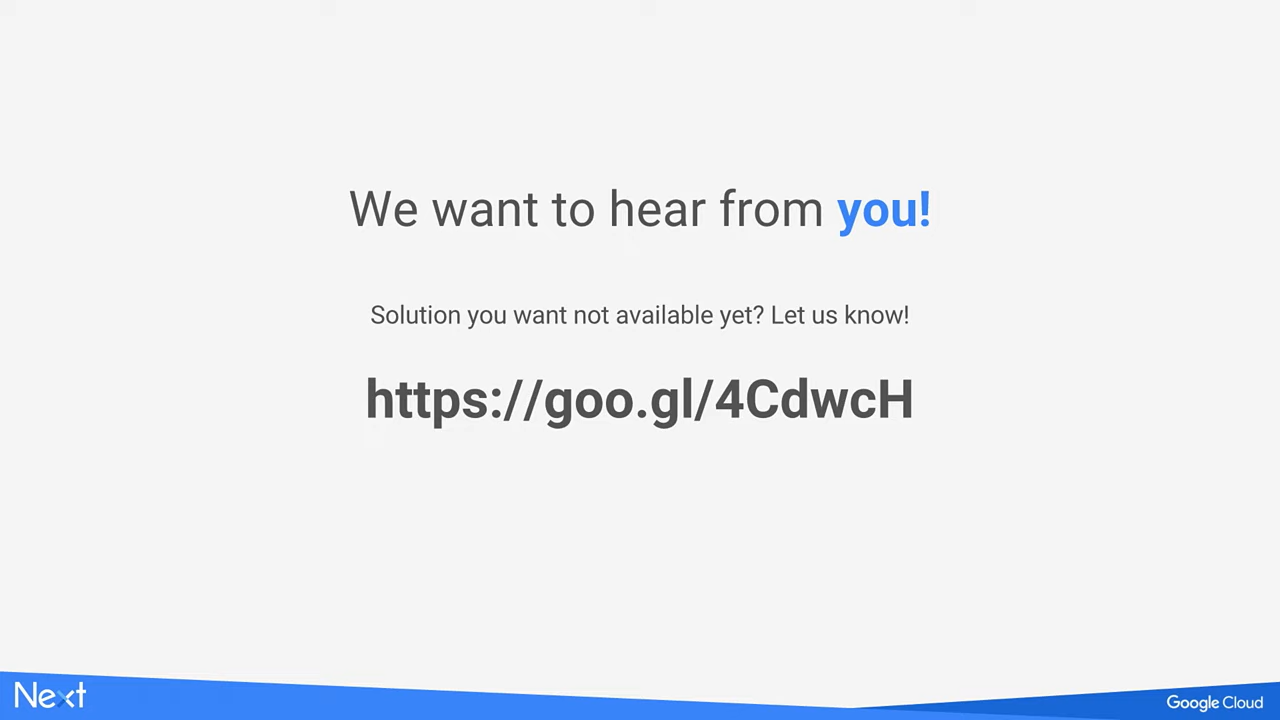 We want to hear from you!
Solution you want not available yet? Let us know!
https://goo.gl/4CdwcH
Next
Google Cloud